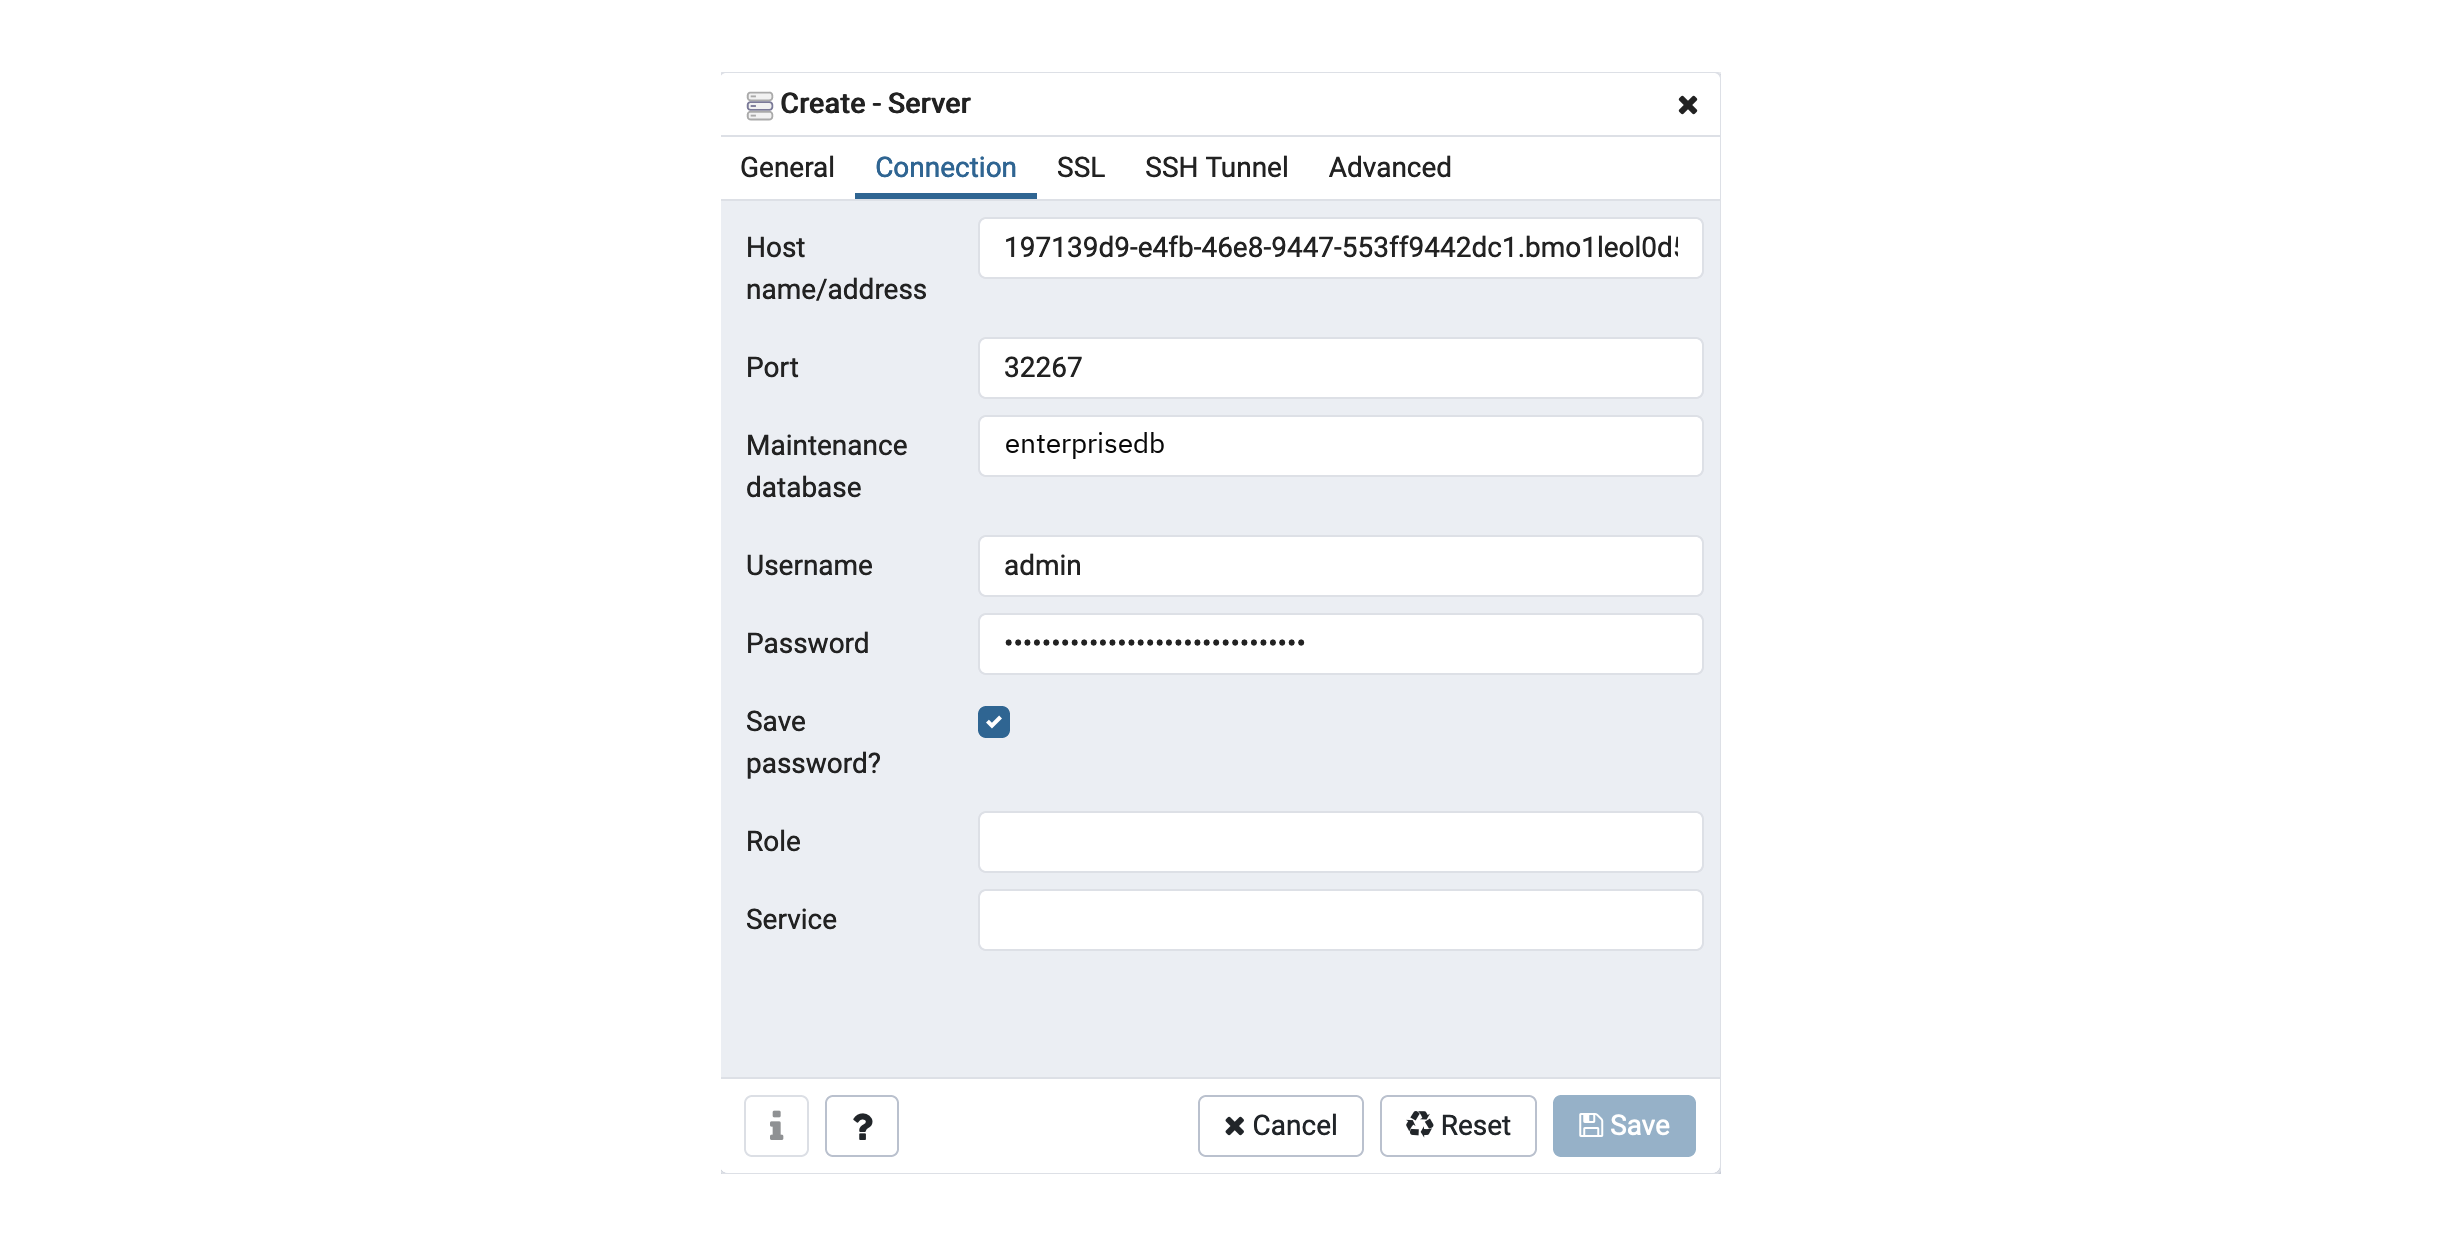 Create - Server
General Connection SSL SSH Tunnel Advanced
Host
name/address
197139d9-e4fb-46e8-9447-553ff9442dc1.bmo1leol0d
Port
32267
Maintenance
database
enterprisedb
Username
admin
Password
••••••••••••••••••••••••••••••••
Save
password?
Role
Service
i ? Cancel Reset Save